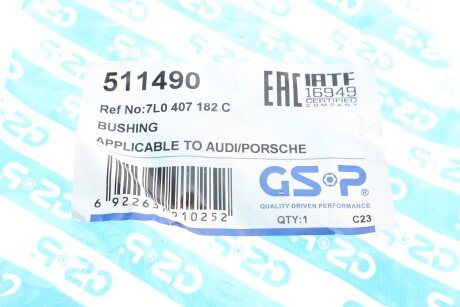 511490
Ref No:7L0 407 182 C
BUSHING
APPLICABLE TO AUDI/PORSCHE
EAC
IATF
16949
CERTIFIED
COMPANY
GSP®
QUALITY DRIVEN PERFORMANCE
QTY:1
C23